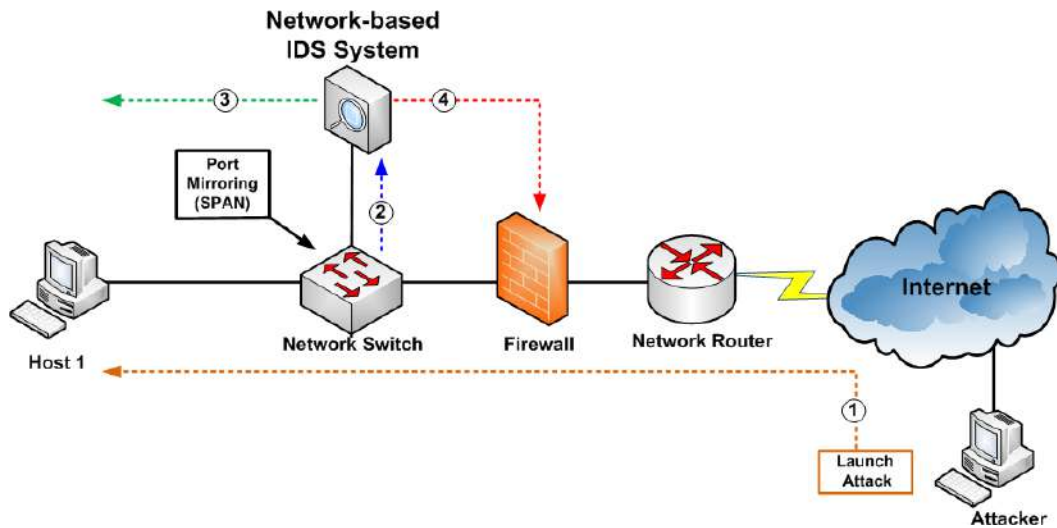 Network-based
IDS System
3
4
Port
Mirroring
(SPAN)
2
Internet
Host 1
Network Switch
Firewall
Network Router
1
Launch
Attack
Attacker